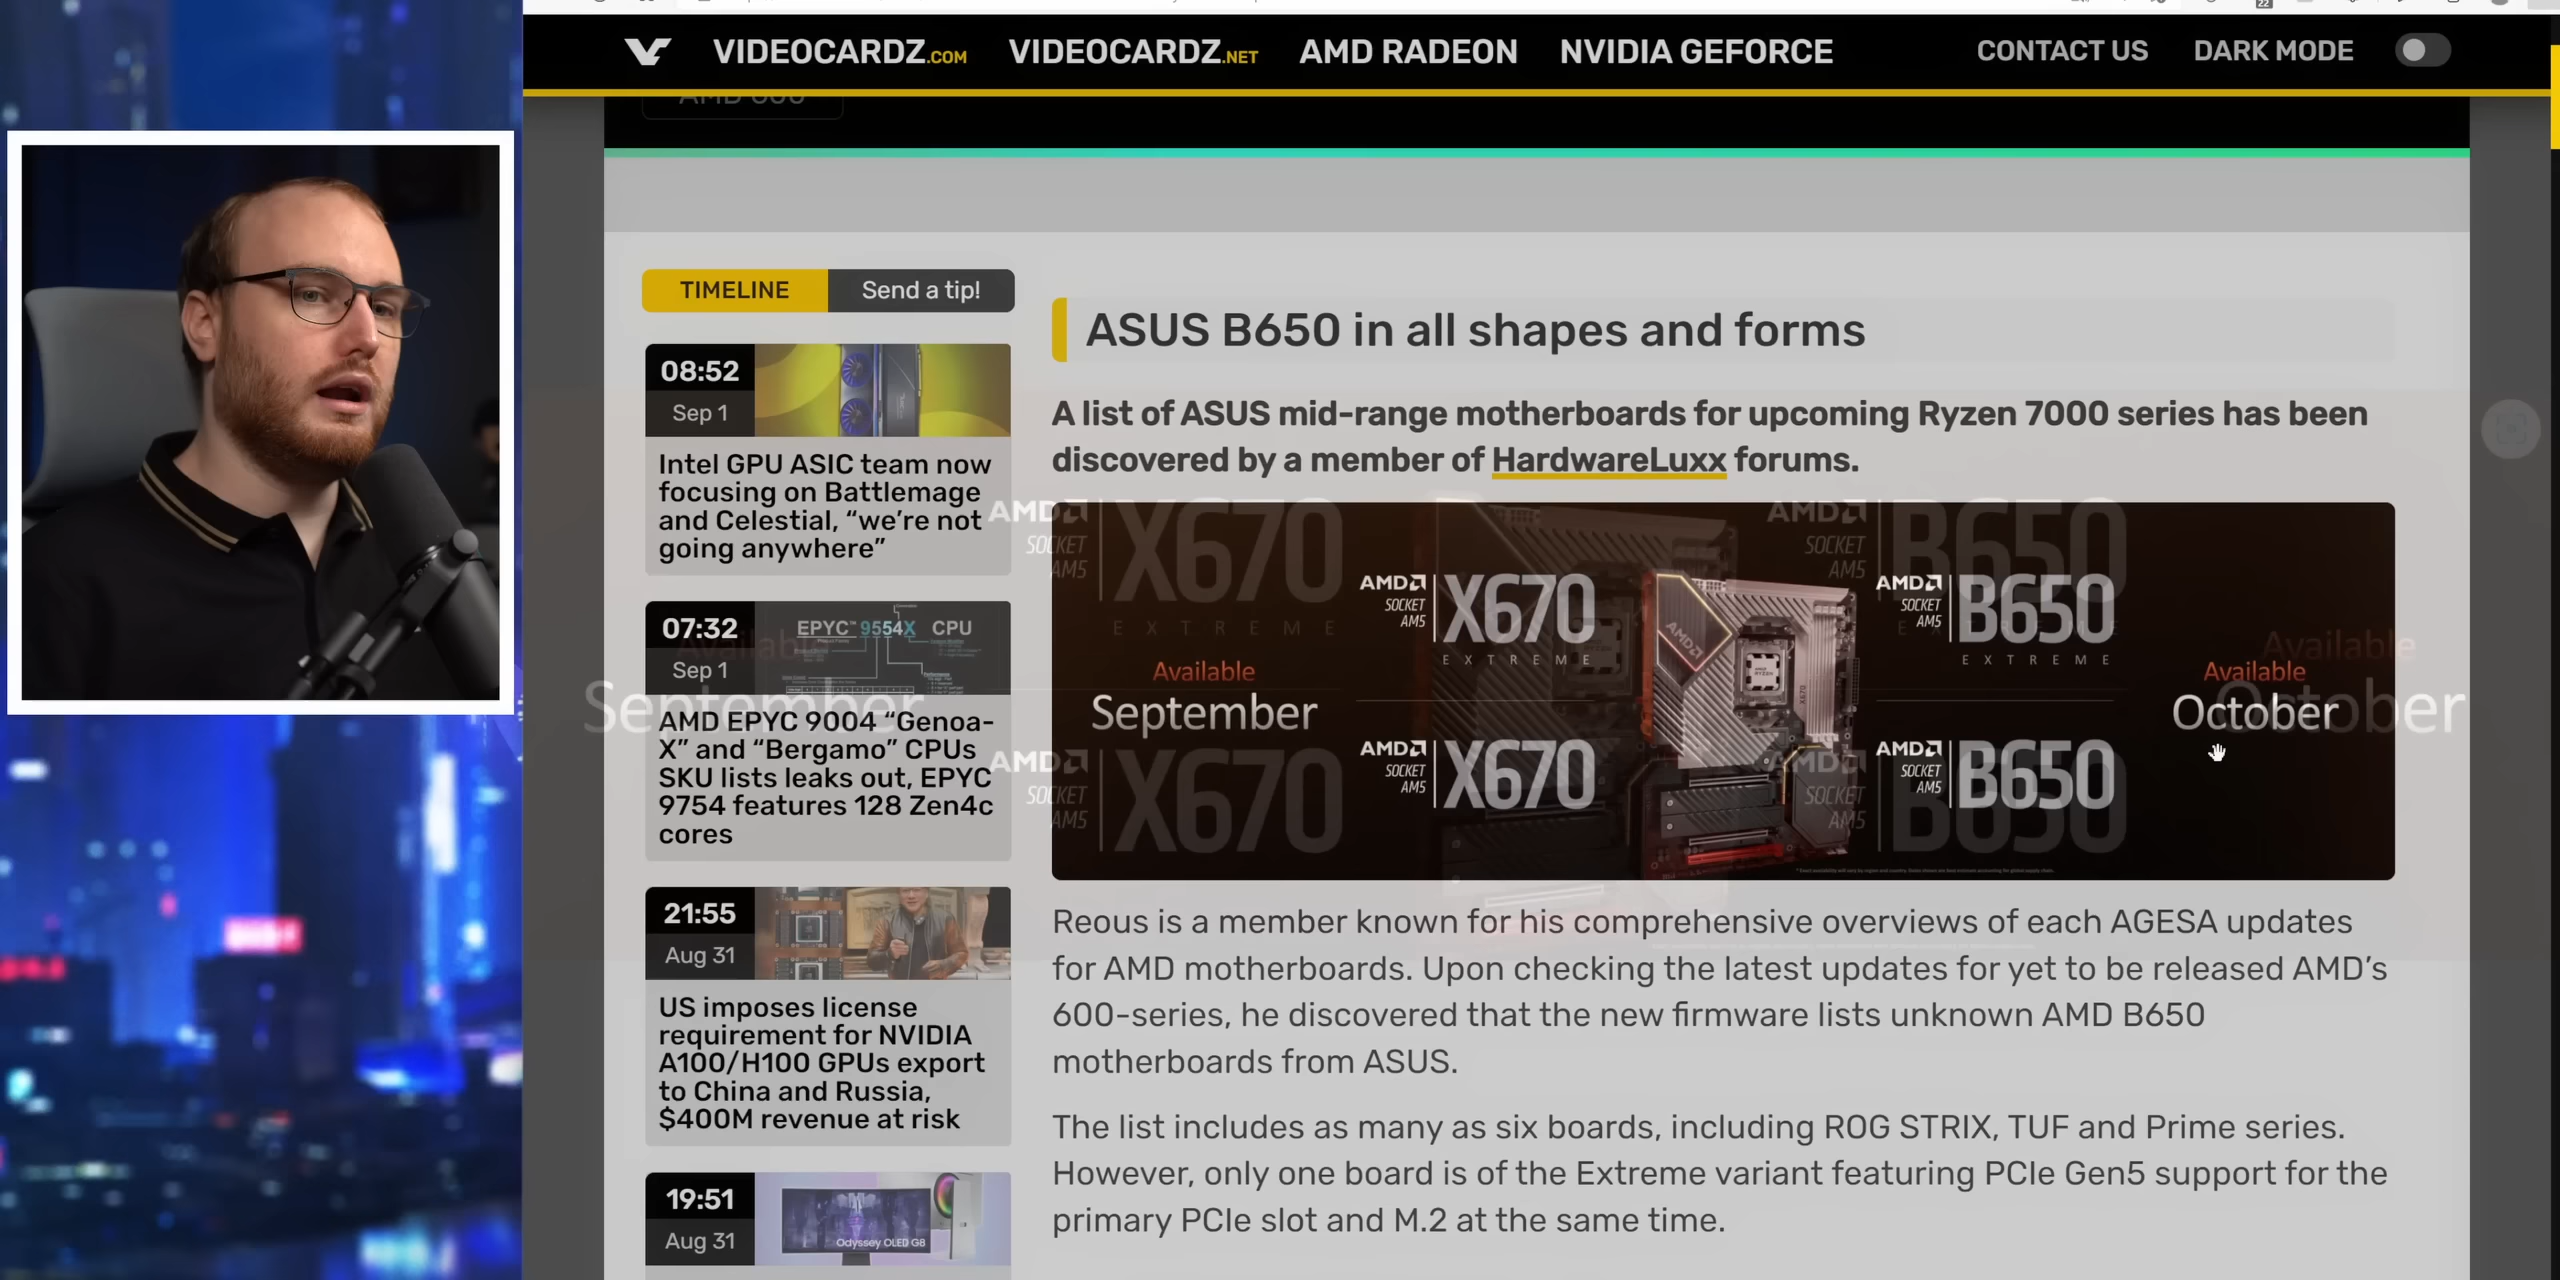 VIDEOCARDZ.COM VIDEOCARDZ.NET AMD RADEON NVIDIA GEFORCE CONTACT US DARK MODE
TIMELINE Send a tip!
08:52
Sep 1
Intel GPU ASIC team now
focusing on Battlemage
and Celestial, “we’re not
going anywhere”
07:32
Sep 1
EPYC™ 9554X CPU
AMD EPYC 9004 “Genoa-
X” and “Bergamo” CPUs
SKU lists leaks out, EPYC
9754 features 128 Zen4c
cores
21:55
Aug 31
US imposes license
requirement for NVIDIA
A100/H100 GPUs export
to China and Russia,
$400M revenue at risk
19:51
Aug 31
Odyssey OLED G8
ASUS B650 in all shapes and forms
A list of ASUS mid-range motherboards for upcoming Ryzen 7000 series has been
discovered by a member of HardwareLuxx forums.
Available
September
AMD
SOCKET
AM5
X670
EXTREME
AMD
SOCKET
AM5
X670
AMD
SOCKET
AM5
B650
EXTREME
AMD
SOCKET
AM5
B650
Available
October
Reous is a member known for his comprehensive overviews of each AGESA updates
for AMD motherboards. Upon checking the latest updates for yet to be released AMD’s
600-series, he discovered that the new firmware lists unknown AMD B650
motherboards from ASUS.
The list includes as many as six boards, including ROG STRIX, TUF and Prime series.
However, only one board is of the Extreme variant featuring PCIe Gen5 support for the
primary PCIe slot and M.2 at the same time.